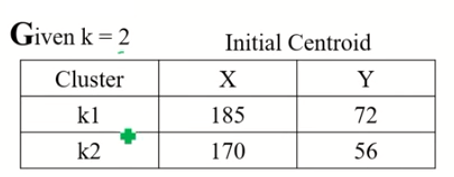 Given k = 2
Initial Centroid
Cluster X Y
k1 185 72
k2 170 56